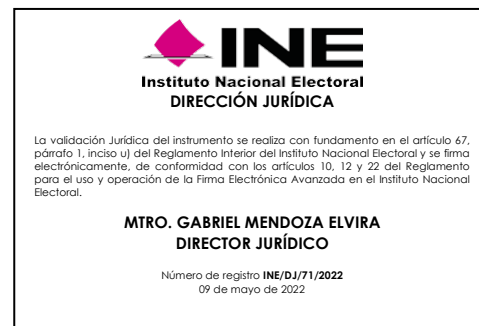 INE
Instituto Nacional Electoral
DIRECCIÓN JURÍDICA
La validación Jurídica del instrumento se realiza con fundamento en el artículo 67,
párrafo 1, inciso u) del Reglamento Interior del Instituto Nacional Electoral y se firma
electrónicamente, de conformidad con los artículos 10, 12 y 22 del Reglamento
para el uso y operación de la Firma Electrónica Avanzada en el Instituto Nacional
Electoral.
MTRO. GABRIEL MENDOZA ELVIRA
DIRECTOR JURÍDICO
Número de registro INE/DJ/71/2022
09 de mayo de 2022